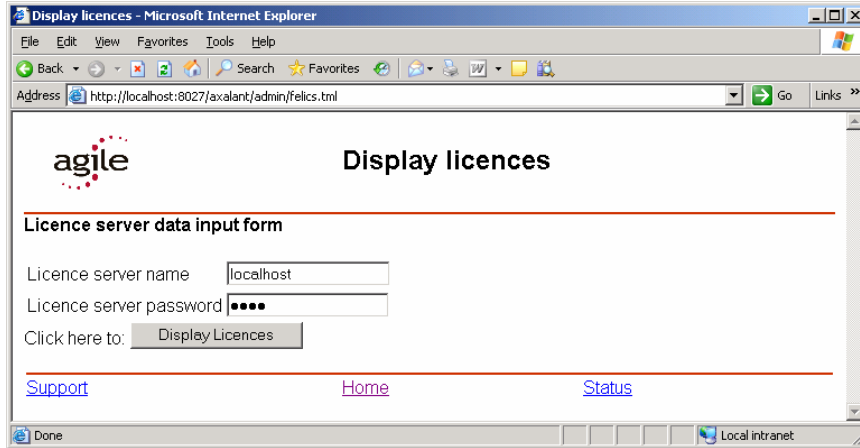 Display licences - Microsoft Internet Explorer
File Edit View Favorites Tools Help
Back Search Favorites
Address http://localhost:8027/axalant/admin/felics.tml Go Links »
agile
Display licences
Licence server data input form
Licence server name localhost
Licence server password ••••
Click here to: Display Licences
Support Home Status
Done Local intranet